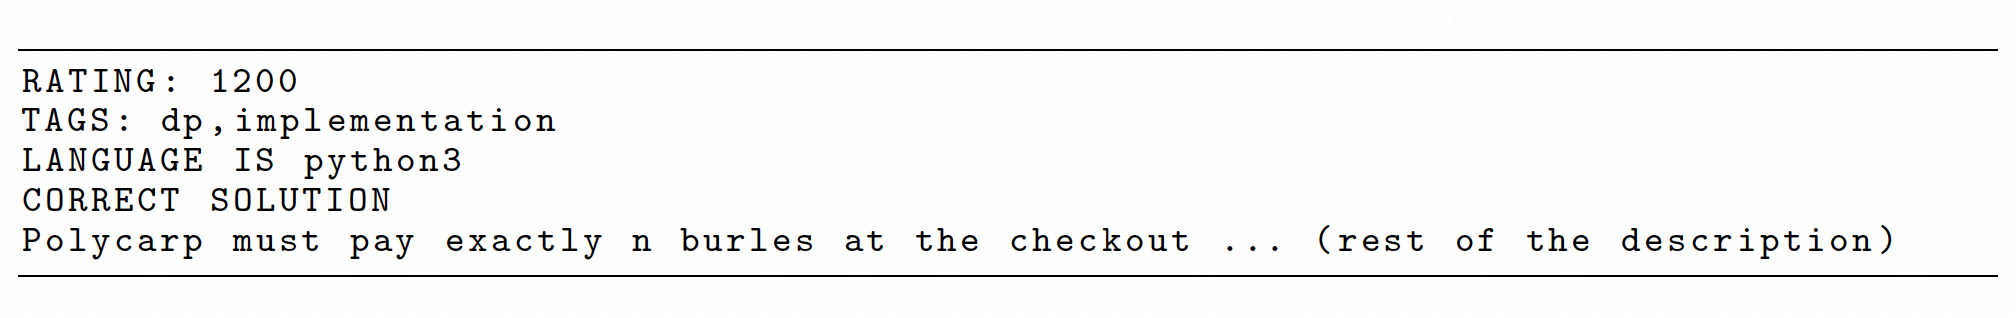 RATING: 1200
TAGS: dp,implementation
LANGUAGE IS python3
CORRECT SOLUTION
Polycarp must pay exactly n burles at the checkout ... (rest of the description)